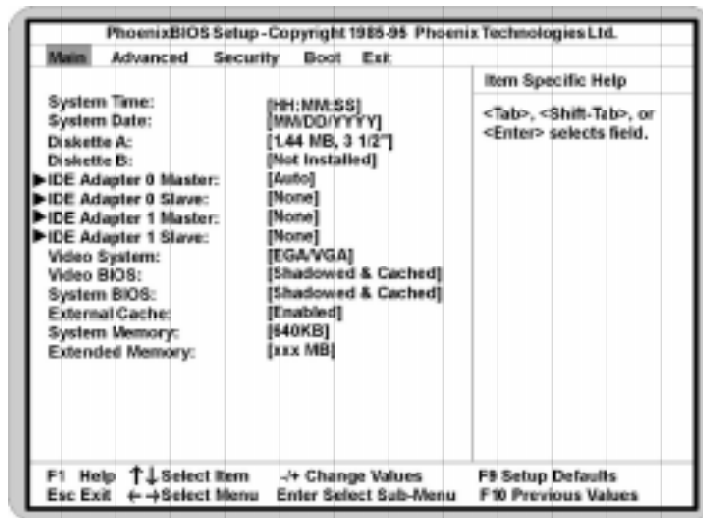 PhoenixBIOS Setup - Copyright 1985-95 Phoenix Technologies Ltd.
Main Advanced Security Boot Exit
Item Specific Help
<Tab>, <Shift-Tab>, or
<Enter> selects field.
System Time: [HH:MM:SS]
System Date: [MM/DD/YYYY]
Diskette A: [1.44 MB, 3 1/2"]
Diskette B: [Not Installed]
▶IDE Adapter 0 Master: [Auto]
▶IDE Adapter 0 Slave: [None]
▶IDE Adapter 1 Master: [None]
▶IDE Adapter 1 Slave: [None]
Video System: [EGA/VGA]
Video BIOS: [Shadowed & Cached]
System BIOS: [Shadowed & Cached]
External Cache: [Enabled]
System Memory: [640KB]
Extended Memory: [xxx MB]
F1 Help ↑↓ Select Item -/+ Change Values F9 Setup Defaults
Esc Exit ←→ Select Menu Enter Select Sub-Menu F10 Previous Values